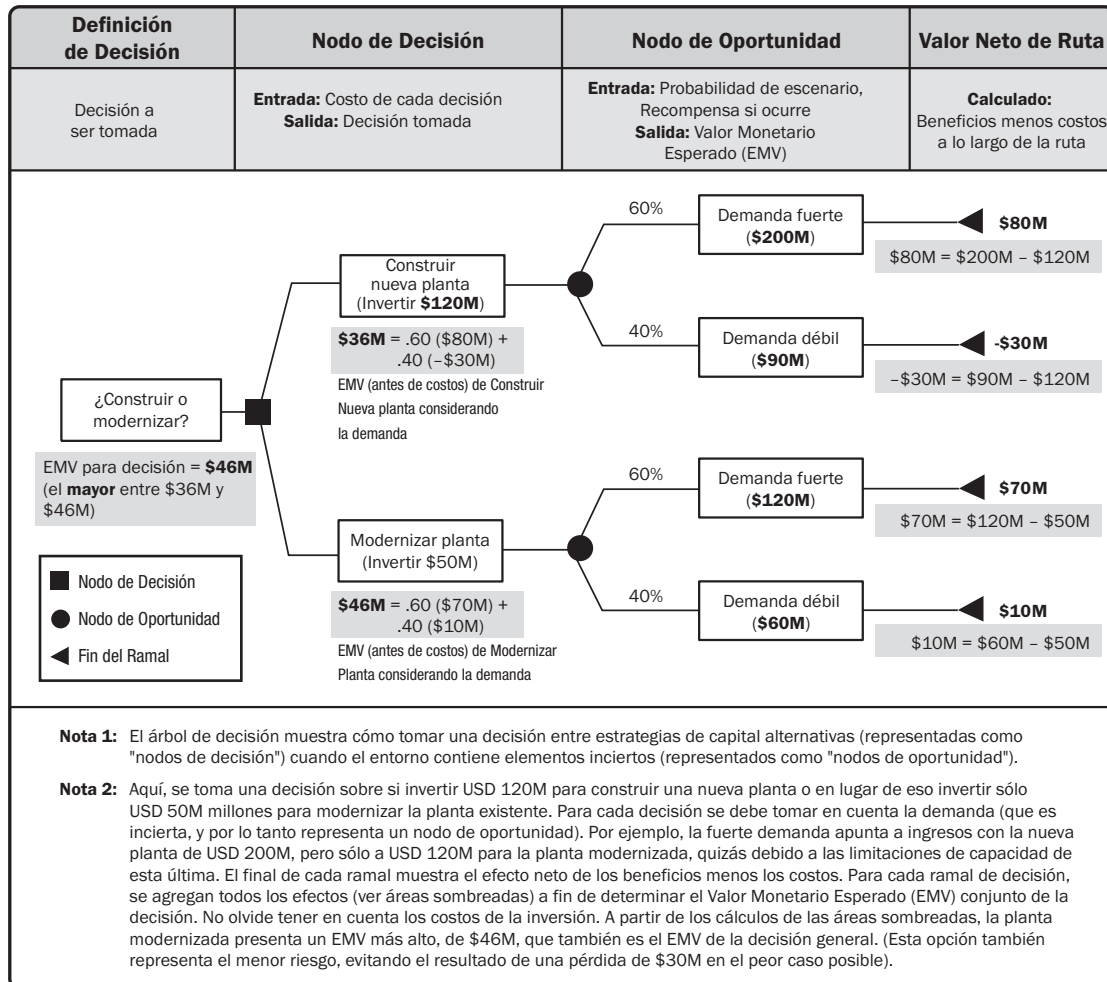 Definición
de Decisión
Nodo de Decisión
Nodo de Oportunidad
Valor Neto de Ruta
Decisión a
ser tomada
Entrada: Costo de cada decisión
Salida: Decisión tomada
Entrada: Probabilidad de escenario,
Recompensa si ocurre
Salida: Valor Monetario
Esperado (EMV)
Calculado:
Beneficios menos costos
a lo largo de la ruta
¿Construir o
modernizar?
EMV para decisión = $46M
(el mayor entre $36M y
$46M)
Construir
nueva planta
(Invertir $120M)
$36M = .60 ($80M) +
.40 (–$30M)
EMV (antes de costos) de Construir
Nueva planta considerando
la demanda
60%
Demanda fuerte
($200M)
$80M
$80M = $200M – $120M
40%
Demanda débil
($90M)
-$30M
–$30M = $90M – $120M
Modernizar planta
(Invertir $50M)
$46M = .60 ($70M) +
.40 ($10M)
EMV (antes de costos) de Modernizar
Planta considerando la demanda
60%
Demanda fuerte
($120M)
$70M
$70M = $120M – $50M
40%
Demanda débil
($60M)
$10M
$10M = $60M – $50M
Nodo de Decisión
Nodo de Oportunidad
Fin del Ramal
Nota 1: El árbol de decisión muestra cómo tomar una decisión entre estrategias de capital alternativas (representadas como
"nodos de decisión") cuando el entorno contiene elementos inciertos (representados como "nodos de oportunidad").
Nota 2: Aquí, se toma una decisión sobre si invertir USD 120M para construir una nueva planta o en lugar de eso invertir sólo
USD 50M millones para modernizar la planta existente. Para cada decisión se debe tomar en cuenta la demanda (que es
incierta, y por lo tanto representa un nodo de oportunidad). Por ejemplo, la fuerte demanda apunta a ingresos con la nueva
planta de USD 200M, pero sólo a USD 120M para la planta modernizada, quizás debido a las limitaciones de capacidad de
esta última. El final de cada ramal muestra el efecto neto de los beneficios menos los costos. Para cada ramal de decisión,
se agregan todos los efectos (ver áreas sombreadas) a fin de determinar el Valor Monetario Esperado (EMV) conjunto de la
decisión. No olvide tener en cuenta los costos de la inversión. A partir de los cálculos de las áreas sombreadas, la planta
modernizada presenta un EMV más alto, de $46M, que también es el EMV de la decisión general. (Esta opción también
representa el menor riesgo, evitando el resultado de una pérdida de $30M en el peor caso posible).